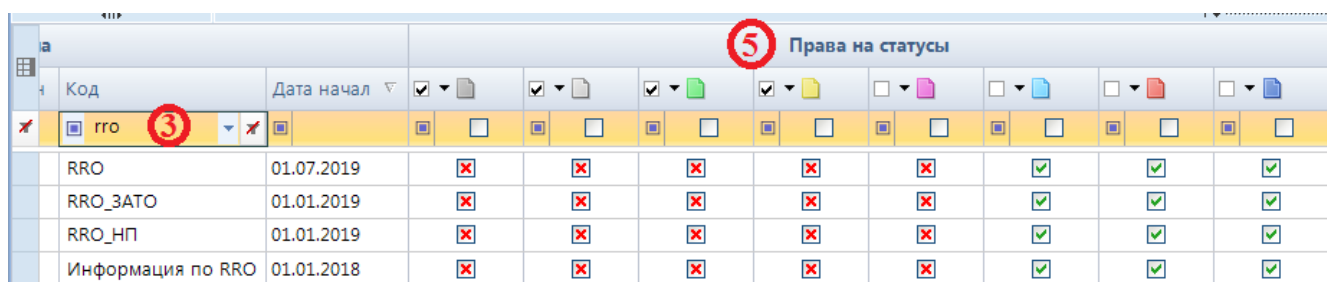 на
5 Права на статусы
н Код Дата начал
rro 3
RRO 01.07.2019
RRO_ЗАТО 01.01.2019
RRO_НП 01.01.2019
Информация по RRO 01.01.2018